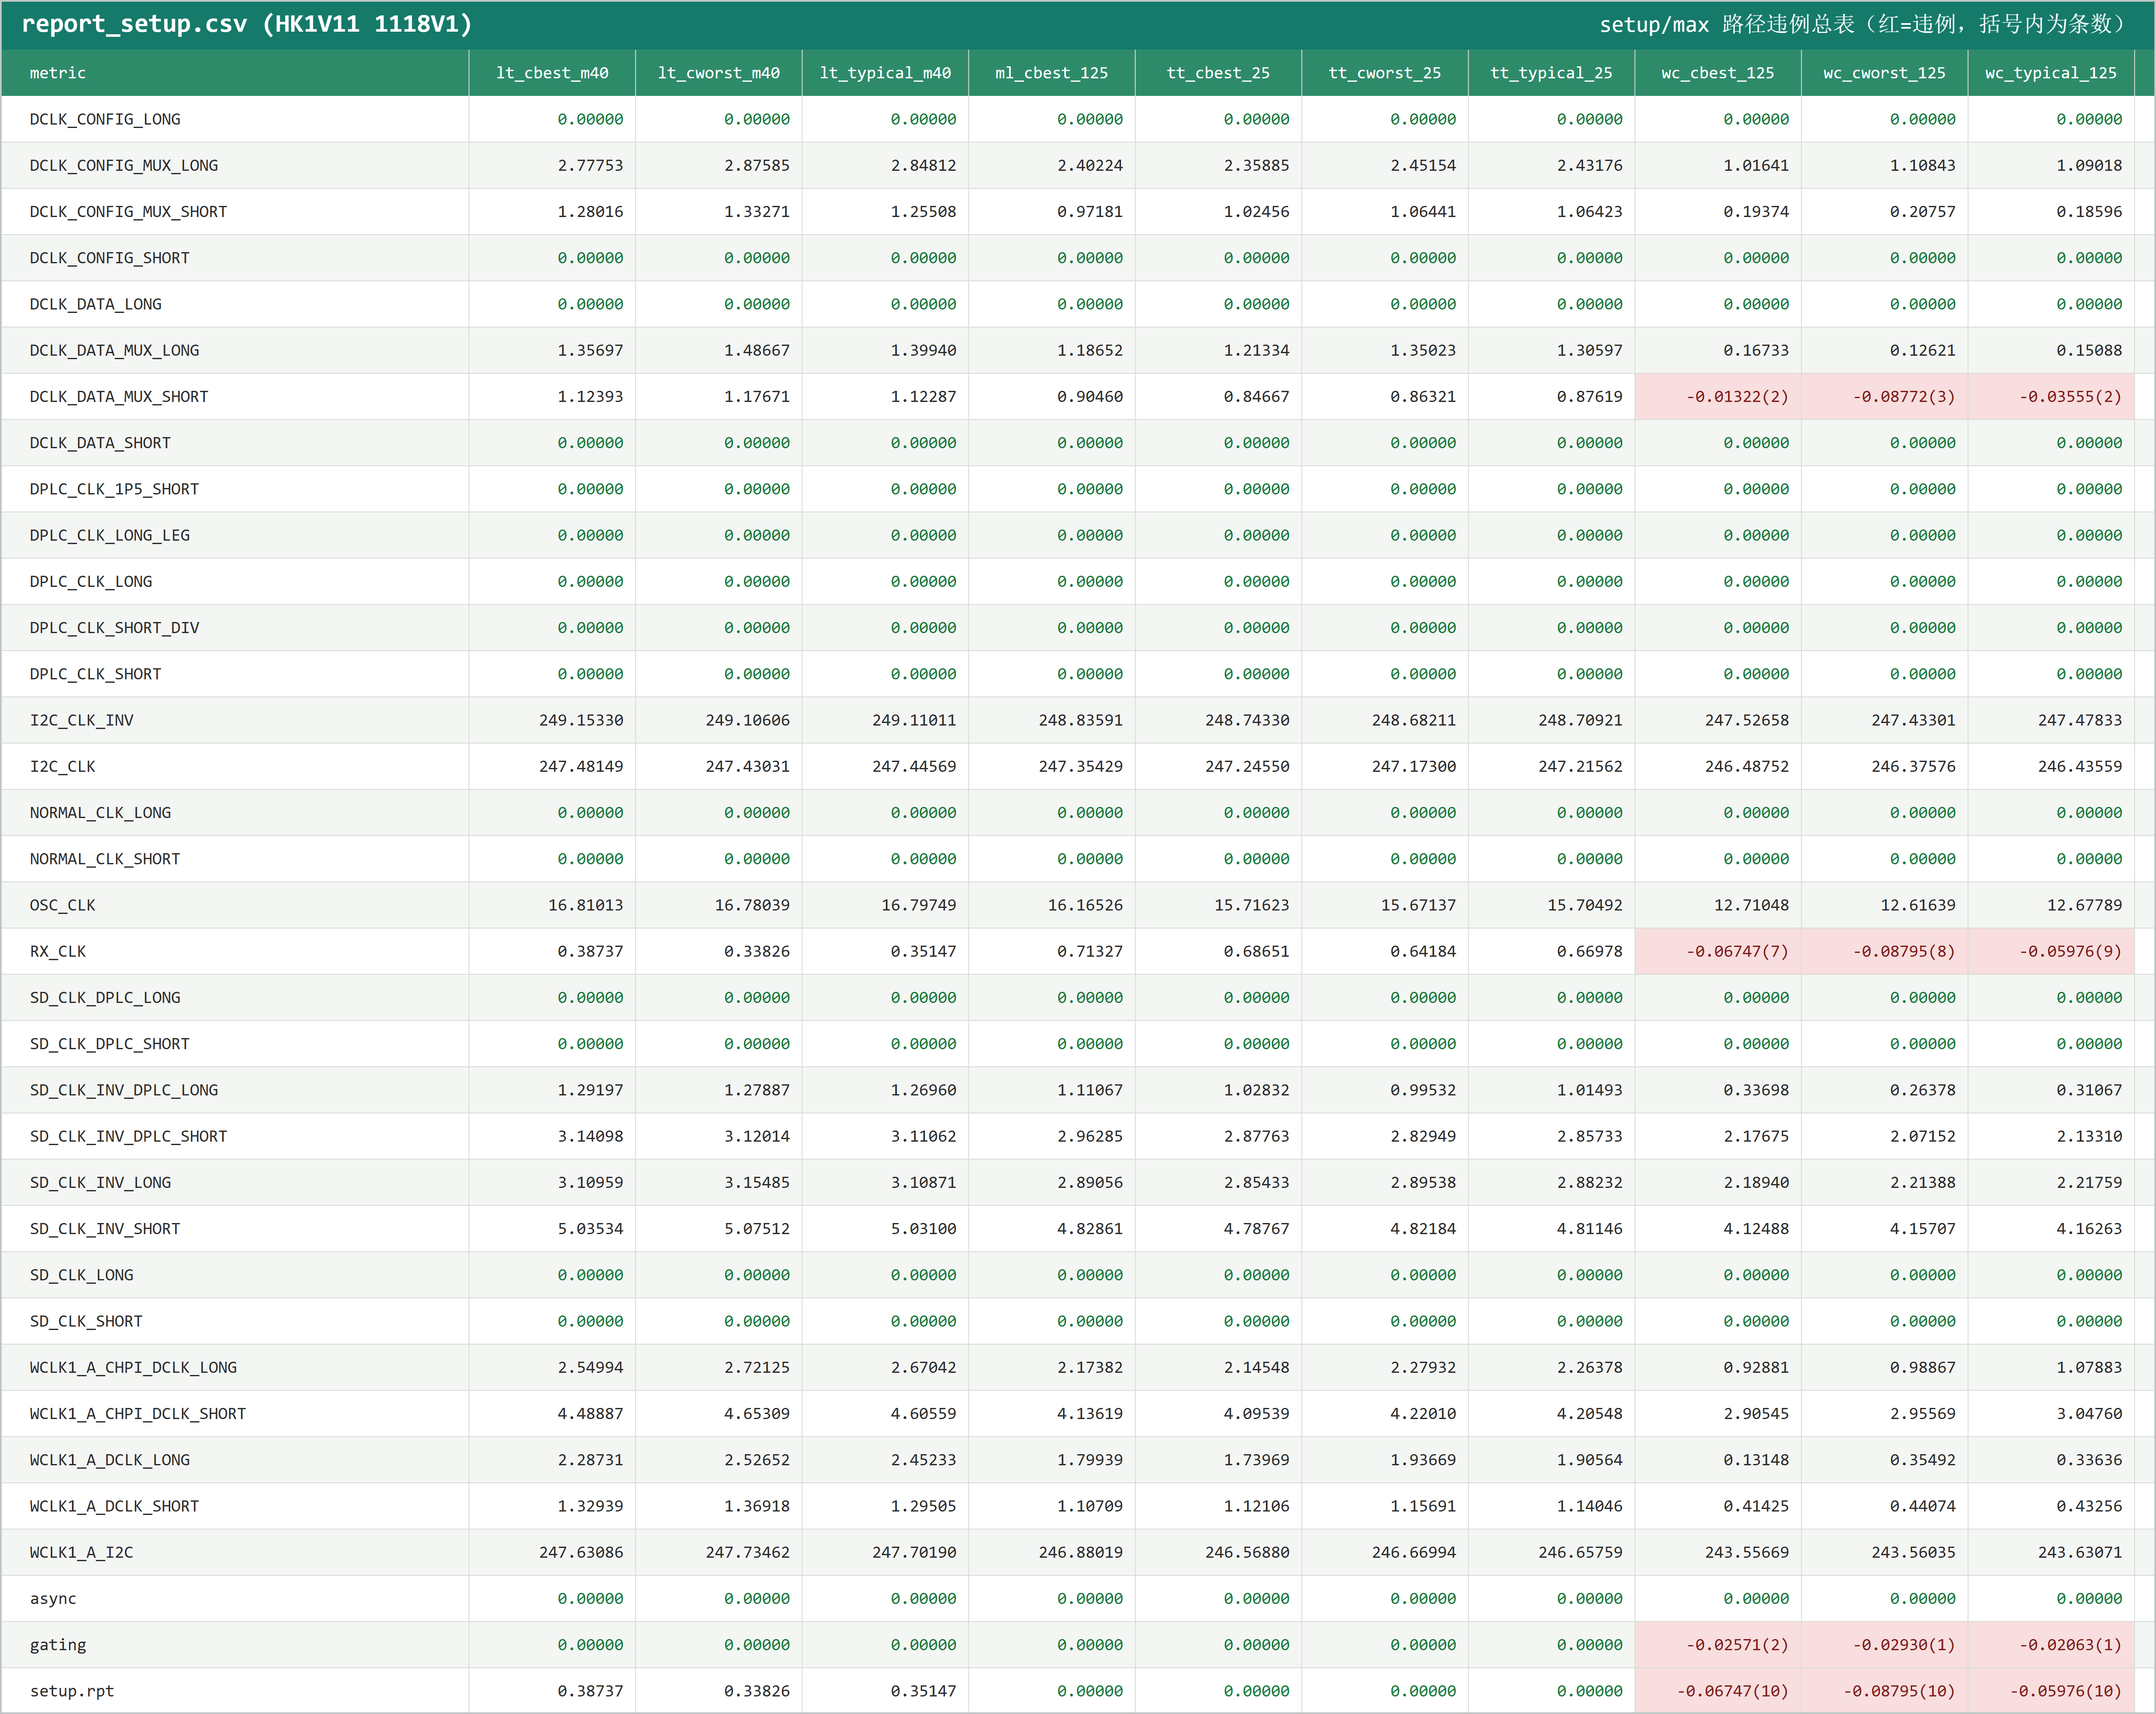 report_setup.csv (HK1V11 1118V1) setup/max 路径违例总表（红=违例，括号内为条数）
metric lt_cbest_m40 lt_cworst_m40 lt_typical_m40 ml_cbest_125 tt_cbest_25 tt_cworst_25 tt_typical_25 wc_cbest_125 wc_cworst_125 wc_typical_125
DCLK_CONFIG_LONG 0.00000 0.00000 0.00000 0.00000 0.00000 0.00000 0.00000 0.00000 0.00000 0.00000
DCLK_CONFIG_MUX_LONG 2.77753 2.87585 2.84812 2.40224 2.35885 2.45154 2.43176 1.01641 1.10843 1.09018
DCLK_CONFIG_MUX_SHORT 1.28016 1.33271 1.25508 0.97181 1.02456 1.06441 1.06423 0.19374 0.20757 0.18596
DCLK_CONFIG_SHORT 0.00000 0.00000 0.00000 0.00000 0.00000 0.00000 0.00000 0.00000 0.00000 0.00000
DCLK_DATA_LONG 0.00000 0.00000 0.00000 0.00000 0.00000 0.00000 0.00000 0.00000 0.00000 0.00000
DCLK_DATA_MUX_LONG 1.35697 1.48667 1.39940 1.18652 1.21334 1.35023 1.30597 0.16733 0.12621 0.15088
DCLK_DATA_MUX_SHORT 1.12393 1.17671 1.12287 0.90460 0.84667 0.86321 0.87619 -0.01322(2) -0.08772(3) -0.03555(2)
DCLK_DATA_SHORT 0.00000 0.00000 0.00000 0.00000 0.00000 0.00000 0.00000 0.00000 0.00000 0.00000
DPLC_CLK_1P5_SHORT 0.00000 0.00000 0.00000 0.00000 0.00000 0.00000 0.00000 0.00000 0.00000 0.00000
DPLC_CLK_LONG_LEG 0.00000 0.00000 0.00000 0.00000 0.00000 0.00000 0.00000 0.00000 0.00000 0.00000
DPLC_CLK_LONG 0.00000 0.00000 0.00000 0.00000 0.00000 0.00000 0.00000 0.00000 0.00000 0.00000
DPLC_CLK_SHORT_DIV 0.00000 0.00000 0.00000 0.00000 0.00000 0.00000 0.00000 0.00000 0.00000 0.00000
DPLC_CLK_SHORT 0.00000 0.00000 0.00000 0.00000 0.00000 0.00000 0.00000 0.00000 0.00000 0.00000
I2C_CLK_INV 249.15330 249.10606 249.11011 248.83591 248.74330 248.68211 248.70921 247.52658 247.43301 247.47833
I2C_CLK 247.48149 247.43031 247.44569 247.35429 247.24550 247.17300 247.21562 246.48752 246.37576 246.43559
NORMAL_CLK_LONG 0.00000 0.00000 0.00000 0.00000 0.00000 0.00000 0.00000 0.00000 0.00000 0.00000
NORMAL_CLK_SHORT 0.00000 0.00000 0.00000 0.00000 0.00000 0.00000 0.00000 0.00000 0.00000 0.00000
OSC_CLK 16.81013 16.78039 16.79749 16.16526 15.71623 15.67137 15.70492 12.71048 12.61639 12.67789
RX_CLK 0.38737 0.33826 0.35147 0.71327 0.68651 0.64184 0.66978 -0.06747(7) -0.08795(8) -0.05976(9)
SD_CLK_DPLC_LONG 0.00000 0.00000 0.00000 0.00000 0.00000 0.00000 0.00000 0.00000 0.00000 0.00000
SD_CLK_DPLC_SHORT 0.00000 0.00000 0.00000 0.00000 0.00000 0.00000 0.00000 0.00000 0.00000 0.00000
SD_CLK_INV_DPLC_LONG 1.29197 1.27887 1.26960 1.11067 1.02832 0.99532 1.01493 0.33698 0.26378 0.31067
SD_CLK_INV_DPLC_SHORT 3.14098 3.12014 3.11062 2.96285 2.87763 2.82949 2.85733 2.17675 2.07152 2.13310
SD_CLK_INV_LONG 3.10959 3.15485 3.10871 2.89056 2.85433 2.89538 2.88232 2.18940 2.21388 2.21759
SD_CLK_INV_SHORT 5.03534 5.07512 5.03100 4.82861 4.78767 4.82184 4.81146 4.12488 4.15707 4.16263
SD_CLK_LONG 0.00000 0.00000 0.00000 0.00000 0.00000 0.00000 0.00000 0.00000 0.00000 0.00000
SD_CLK_SHORT 0.00000 0.00000 0.00000 0.00000 0.00000 0.00000 0.00000 0.00000 0.00000 0.00000
WCLK1_A_CHPI_DCLK_LONG 2.54994 2.72125 2.67042 2.17382 2.14548 2.27932 2.26378 0.92881 0.98867 1.07883
WCLK1_A_CHPI_DCLK_SHORT 4.48887 4.65309 4.60559 4.13619 4.09539 4.22010 4.20548 2.90545 2.95569 3.04760
WCLK1_A_DCLK_LONG 2.28731 2.52652 2.45233 1.79939 1.73969 1.93669 1.90564 0.13148 0.35492 0.33636
WCLK1_A_DCLK_SHORT 1.32939 1.36918 1.29505 1.10709 1.12106 1.15691 1.14046 0.41425 0.44074 0.43256
WCLK1_A_I2C 247.63086 247.73462 247.70190 246.88019 246.56880 246.66994 246.65759 243.55669 243.56035 243.63071
async 0.00000 0.00000 0.00000 0.00000 0.00000 0.00000 0.00000 0.00000 0.00000 0.00000
gating 0.00000 0.00000 0.00000 0.00000 0.00000 0.00000 0.00000 -0.02571(2) -0.02930(1) -0.02063(1)
setup.rpt 0.38737 0.33826 0.35147 0.00000 0.00000 0.00000 0.00000 -0.06747(10) -0.08795(10) -0.05976(10)